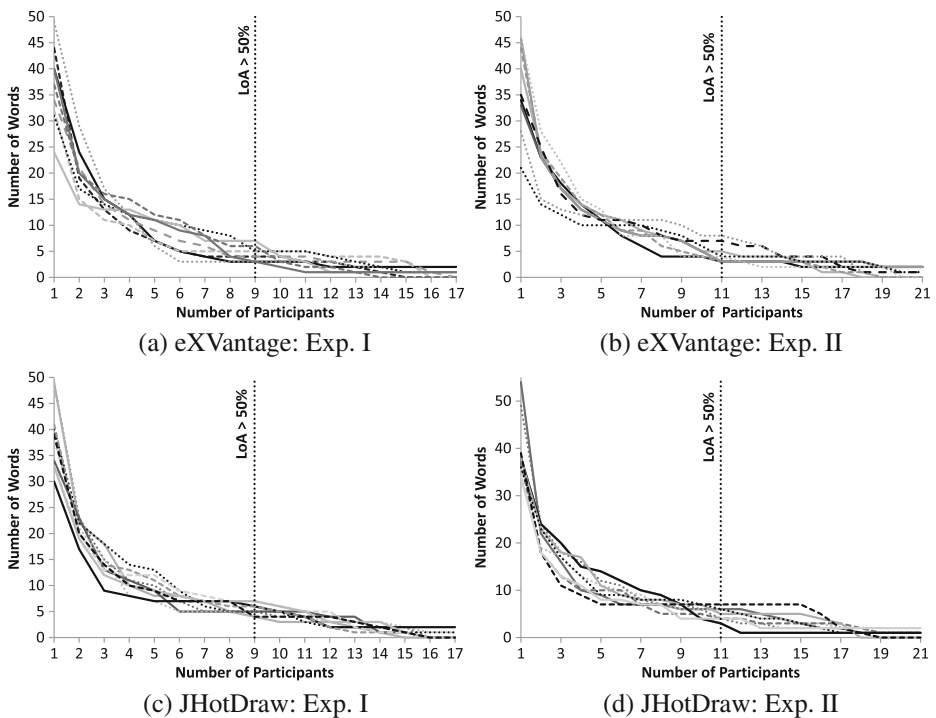 50
45
40
35
30
25
20
15
10
5
0
Number of Words
LoA > 50%
1 2 3 4 5 6 7 8 9 10 11 12 13 14 15 16 17
Number of Participants
(a) eXVantage: Exp. I
50
45
40
35
30
25
20
15
10
5
0
Number of Words
LoA > 50%
1 3 5 7 9 11 13 15 17 19 21
Number of Participants
(b) eXVantage: Exp. II
50
45
40
35
30
25
20
15
10
5
0
Number of Words
LoA > 50%
1 2 3 4 5 6 7 8 9 10 11 12 13 14 15 16 17
Number of Participants
(c) JHotDraw: Exp. I
50
40
30
20
10
0
Number of Words
LoA > 50%
1 3 5 7 9 11 13 15 17 19 21
Number of Participants
(d) JHotDraw: Exp. II